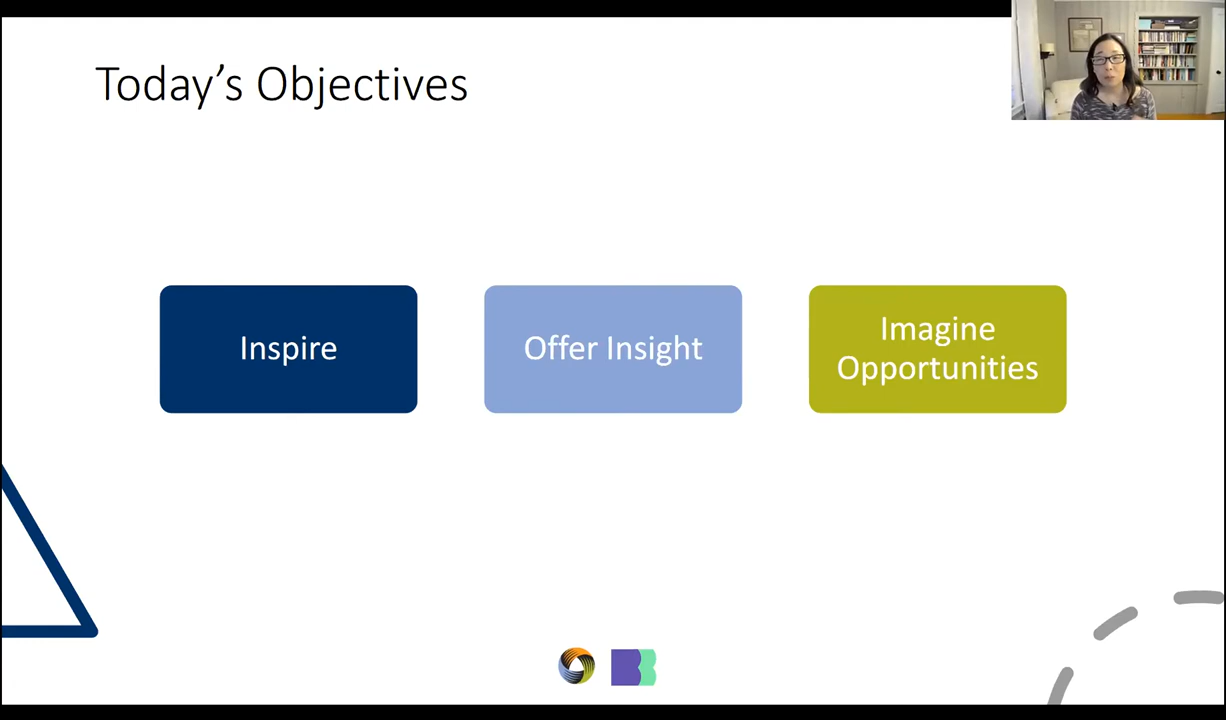 Today’s Objectives
Inspire
Offer Insight
Imagine
Opportunities